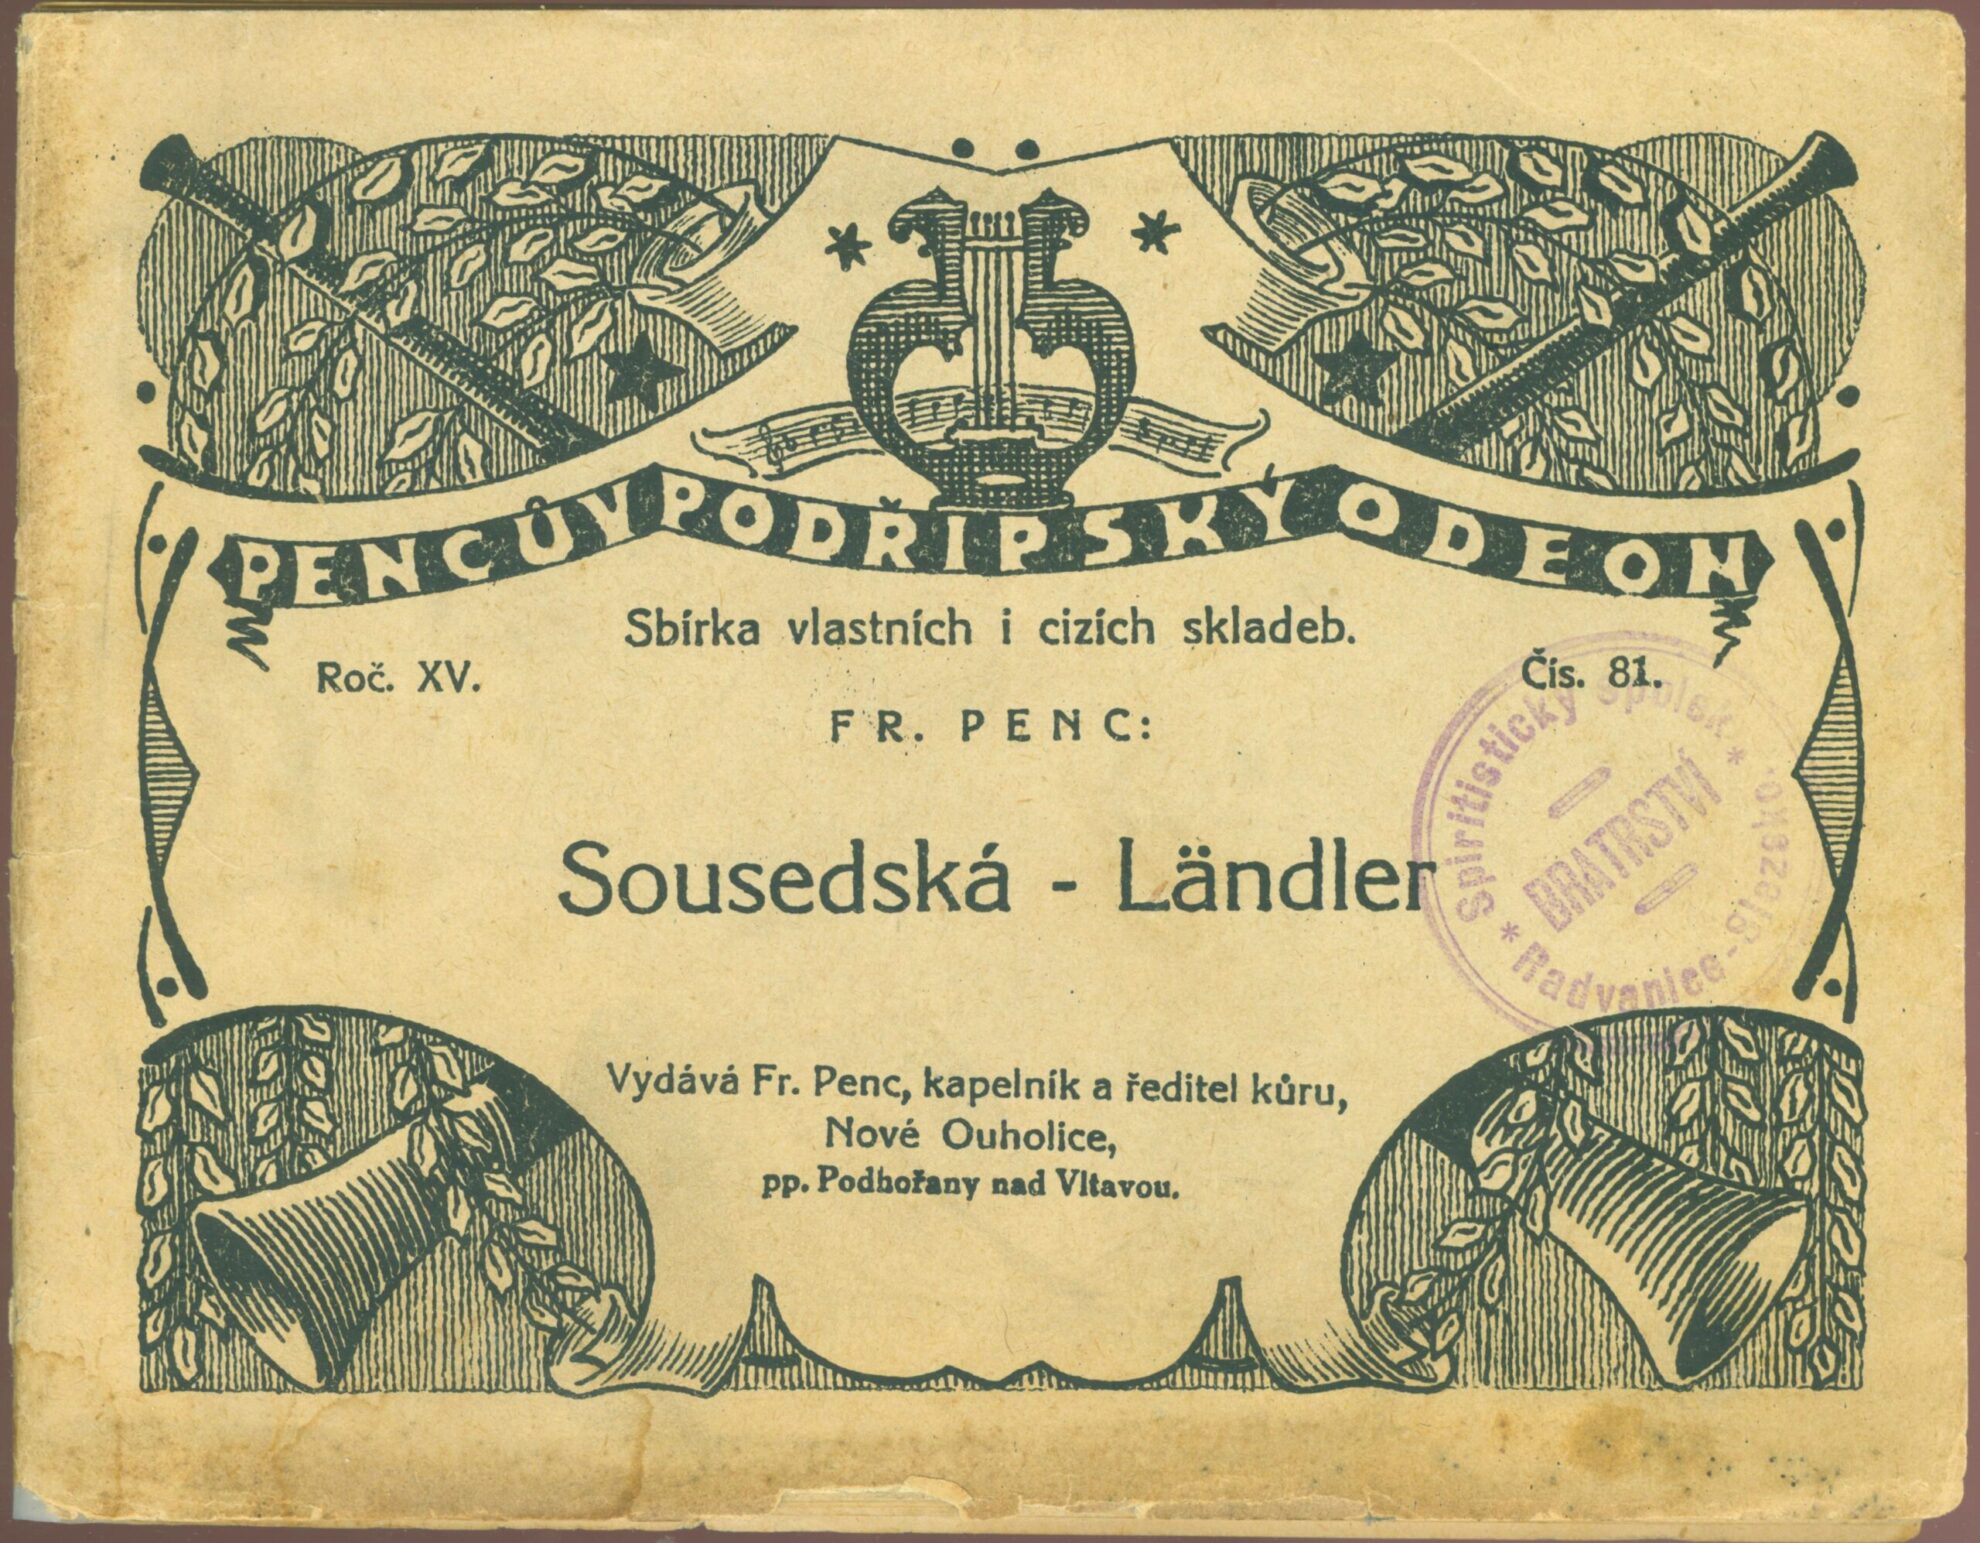 PENCŮV PODŘIPSKÝ ODEON
Sbírka vlastních i cizích skladeb.
Roč. XV.
Čís. 81.
FR. PENC:
Sousedská - Ländler
Spiritistický Spolek
* BRATRSTVÍ *
Radvanice-Slezsko.
Vydává Fr. Penc, kapelník a ředitel kůru,
Nové Ouholice,
pp. Podhořany nad Vltavou.